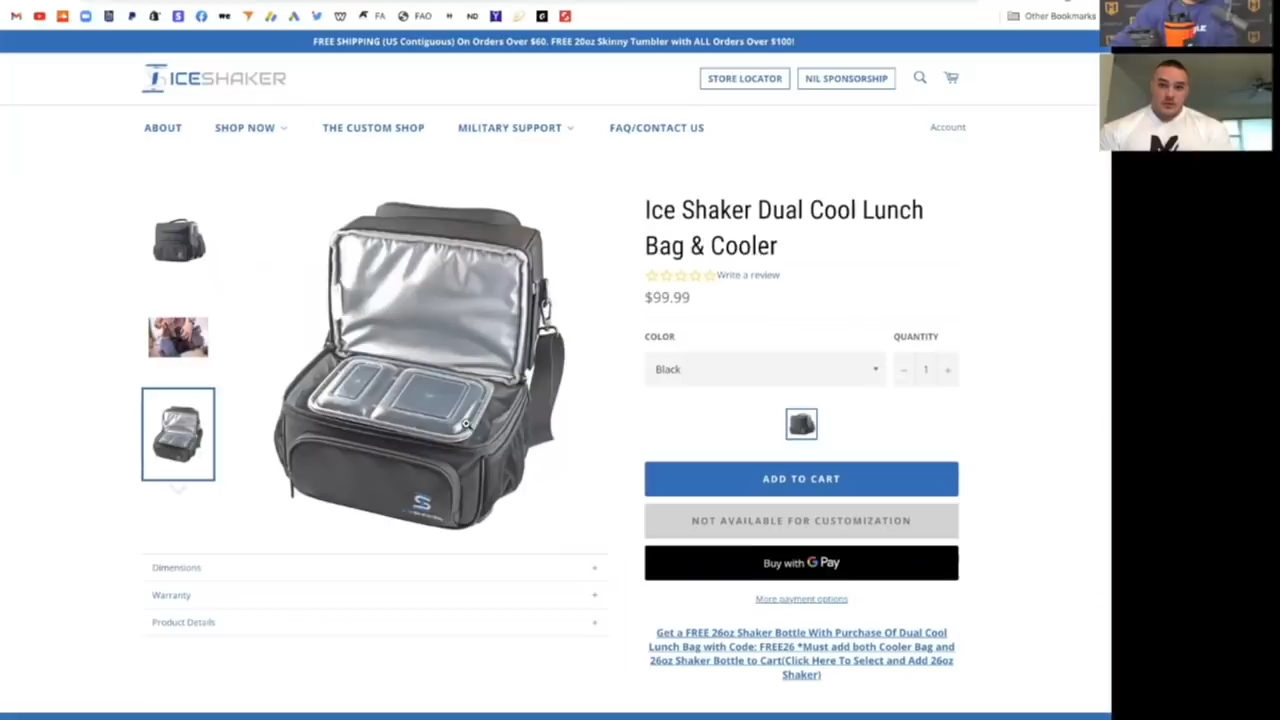 FA
FAO
ND
Other Bookmarks
FREE SHIPPING (US Contiguous) On Orders Over $60. FREE 20oz Skinny Tumbler with ALL Orders Over $100!
ICESHAKER
STORE LOCATOR
NIL SPONSORSHIP
ABOUT
SHOP NOW
THE CUSTOM SHOP
MILITARY SUPPORT
FAQ/CONTACT US
Account
Ice Shaker Dual Cool Lunch
Bag & Cooler
Write a review
$99.99
COLOR
QUANTITY
Black
1
ADD TO CART
NOT AVAILABLE FOR CUSTOMIZATION
Buy with G Pay
More payment options
Dimensions
Warranty
Product Details
Get a FREE 26oz Shaker Bottle With Purchase Of Dual Cool
Lunch Bag with Code: FREE26 *Must add both Cooler Bag and
26oz Shaker Bottle to Cart(Click Here To Select and Add 26oz
Shaker)